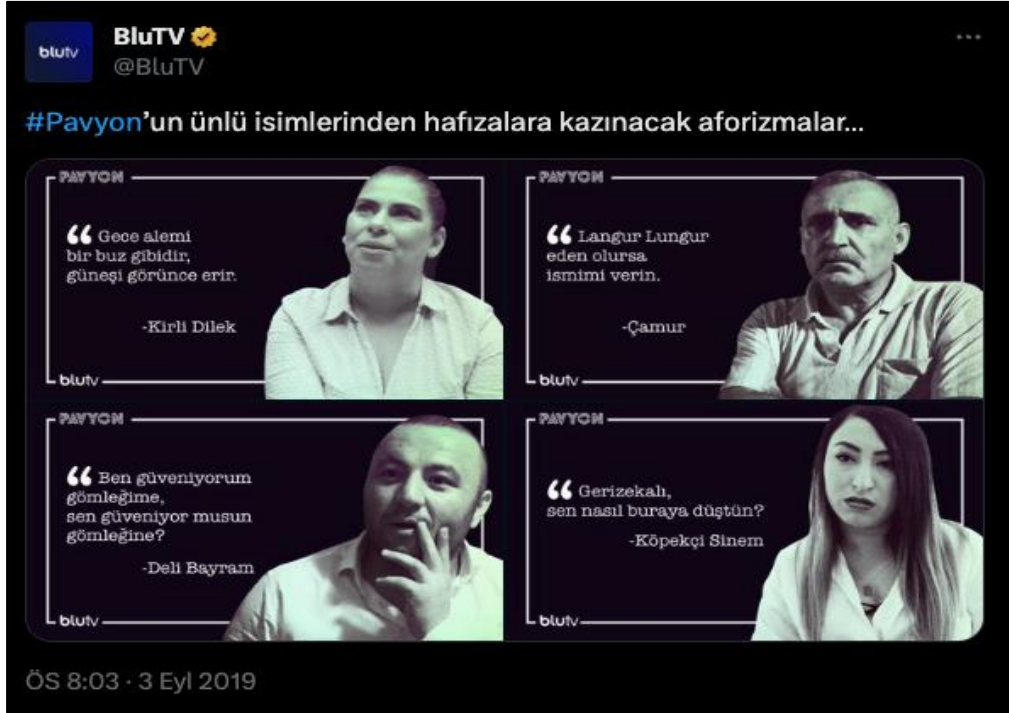 blutv
BluTV
@BluTV
#Pavyon'un ünlü isimlerinden hafızalara kazınacak aforizmalar...
PAVYON
“ Gece alemi
bir buz gibidir,
güneşi görünce erir.
-Kirli Dilek
blutv
PAVYON
“ Langur Lungur
eden olursa
ismimi verin.
-Çamur
blutv
PAVYON
“ Ben güveniyorum
gömleğime,
sen güveniyor musun
gömleğine?
-Deli Bayram
blutv
PAVYON
“ Gerizekalı,
sen nasıl buraya düştün?
-Köpekçi Sinem
blutv
ÖS 8:03 · 3 Eyl 2019